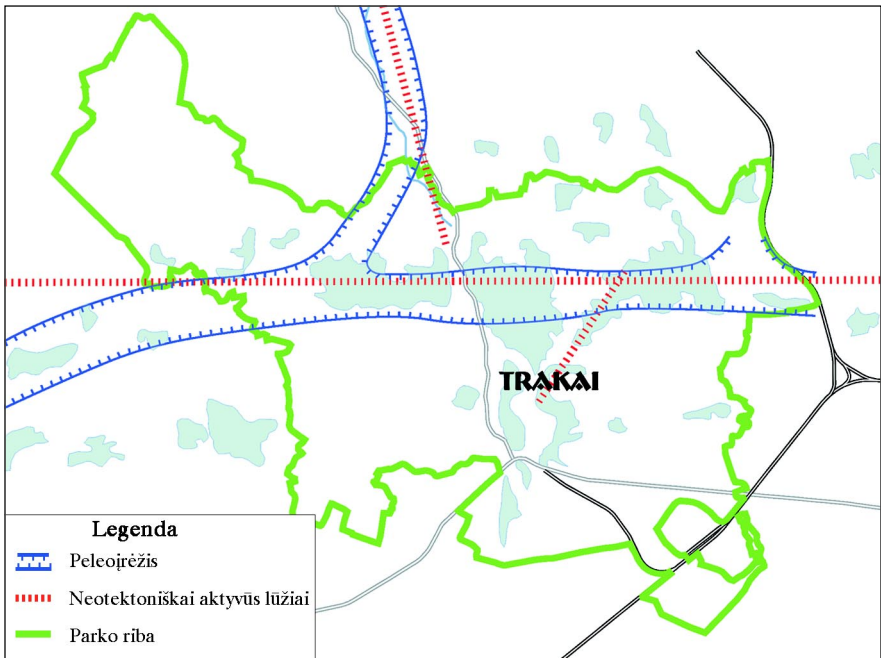 TRAKAI
Legenda
Peleoįrėžis
Neotektoniškai aktyvūs lūžiai
Parko riba